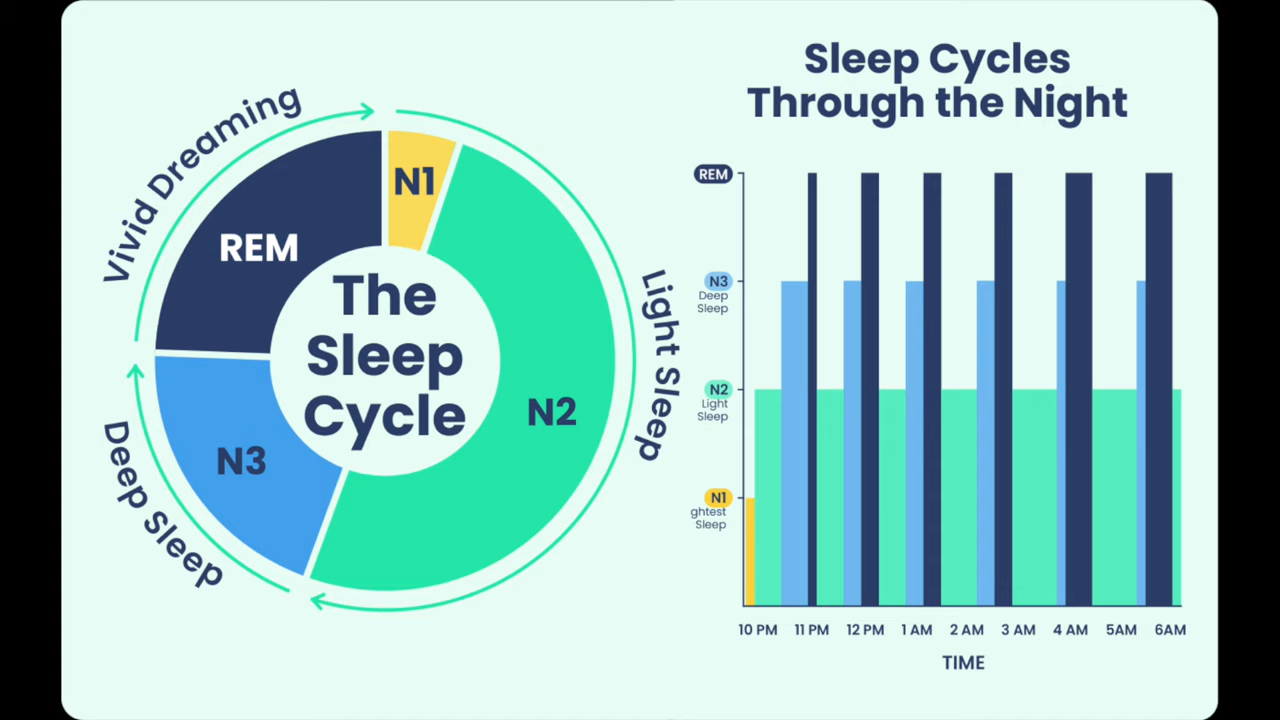 Vivid Dreaming
REM
N1
N2
N3
The
Sleep
Cycle
Light Sleep
Deep Sleep
Sleep Cycles
Through the Night
REM
N3
Deep
Sleep
N2
Light
Sleep
N1
ghtest
Sleep
10 PM 11 PM 12 PM 1 AM 2 AM 3 AM 4 AM 5AM 6AM
TIME